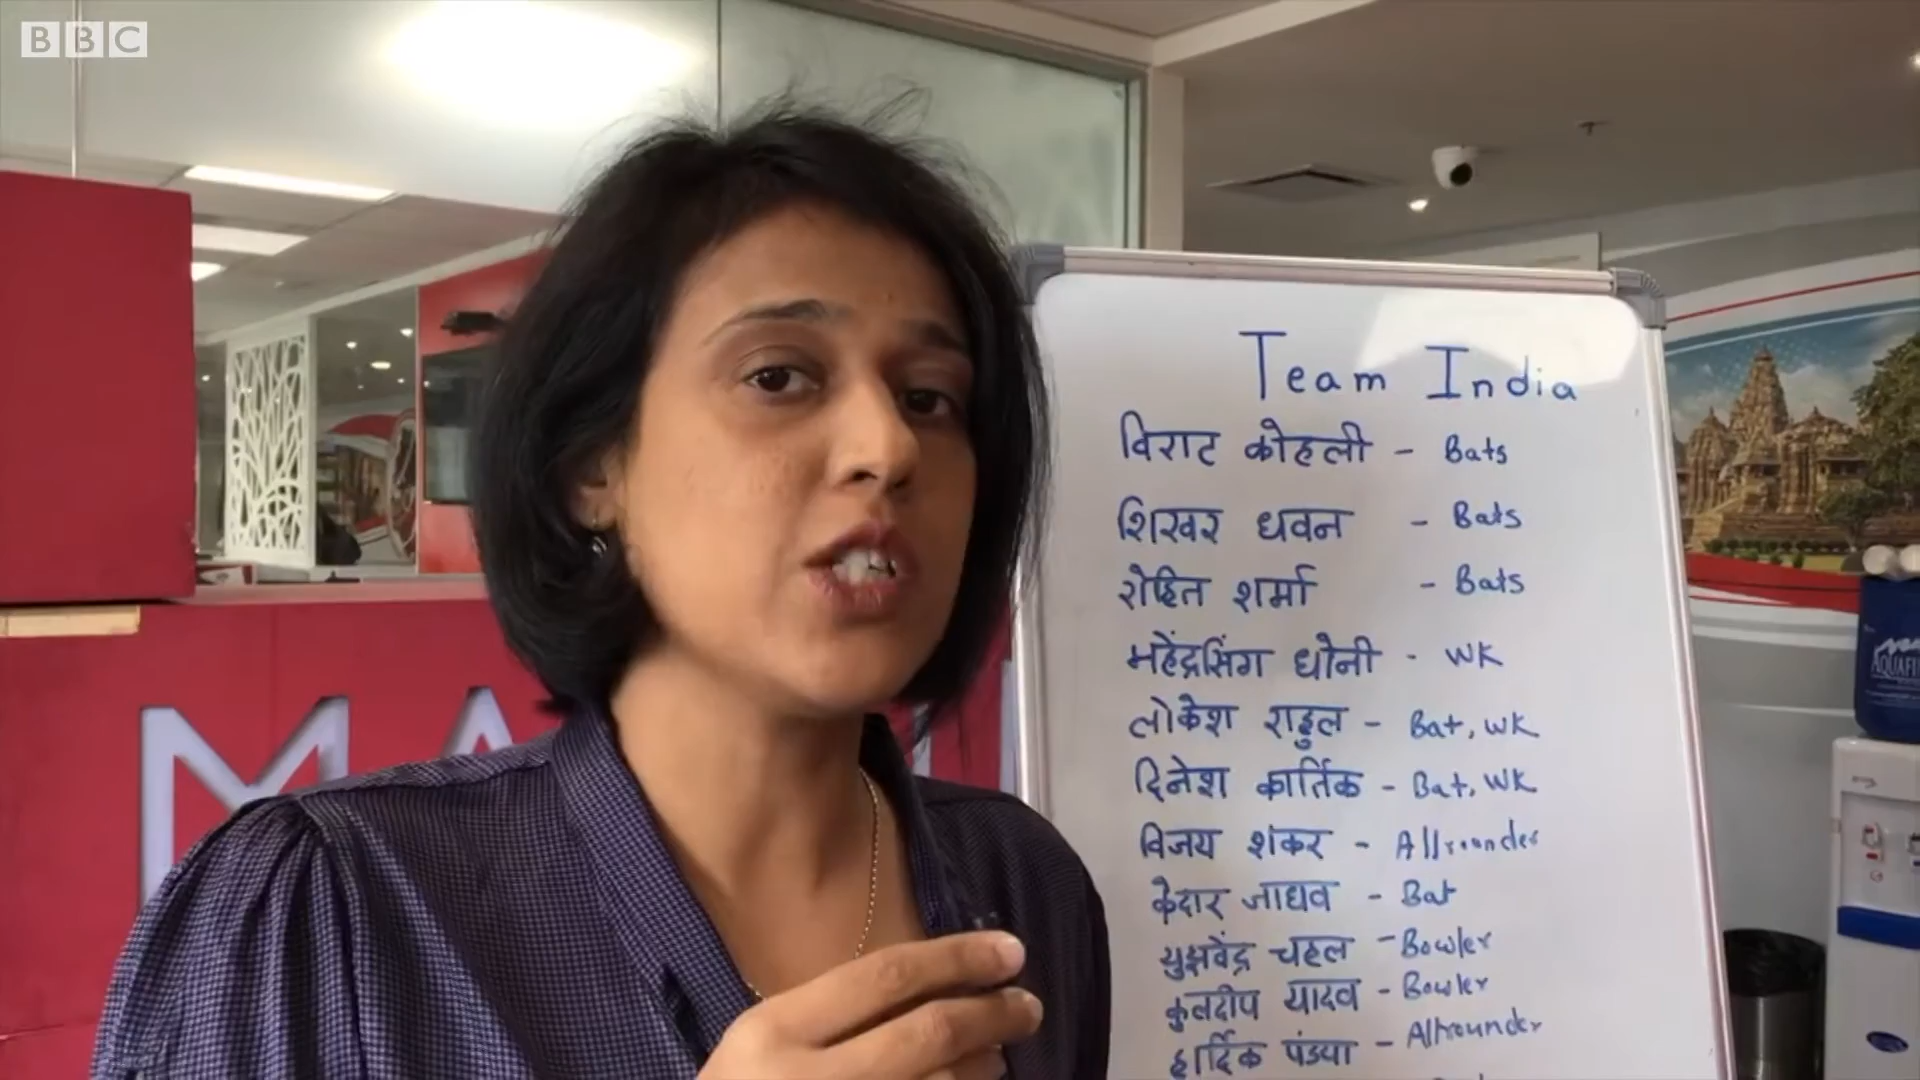 BBC
Team India
विराट कोहली - Bats
शिखर धवन - Bats
रोहित शर्मा - Bats
महेंद्रसिंग धोनी - WK
लोकेश राहुल - Bat, WK
दिनेश कार्तिक - Bat, WK
विजय शंकर - Allrounder
केदार जाधव - Bat
युझवेंद्र चहल - Bowler
कुलदीप यादव - Bowler
हार्दिक पंड्या - Allrounder
MA